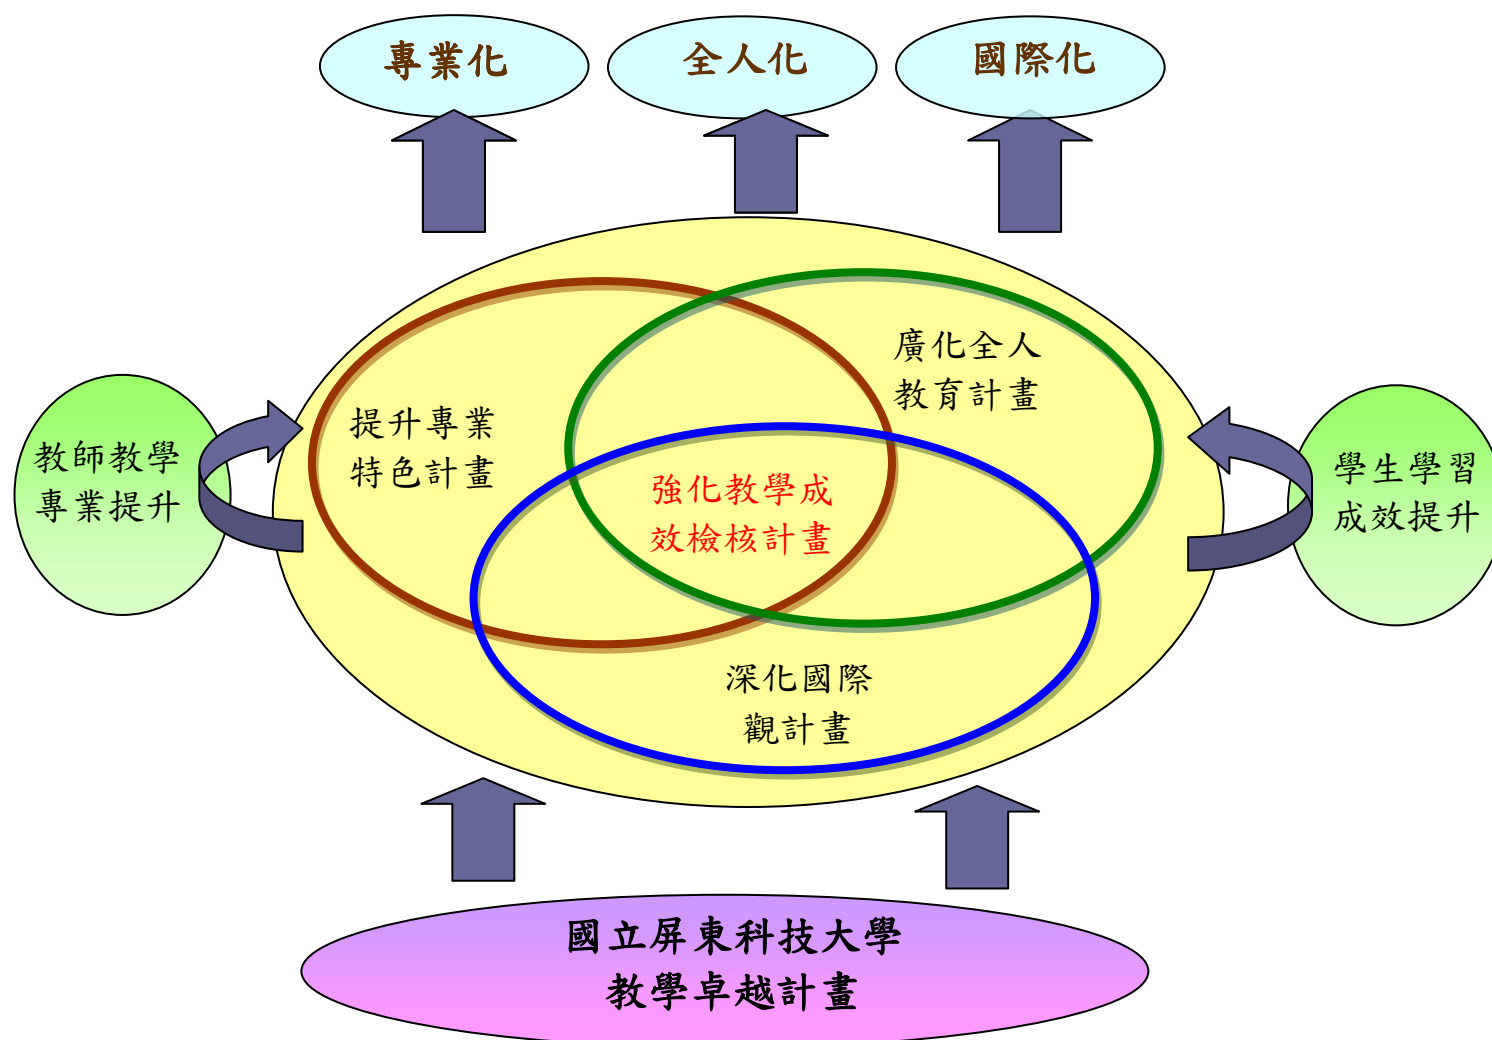 專業化
全人化
國際化
廣化全人
教育計畫
提升專業
特色計畫
教師教學
專業提升
強化教學成
效檢核計畫
學生學習
成效提升
深化國際
觀計畫
國立屏東科技大學
教學卓越計畫